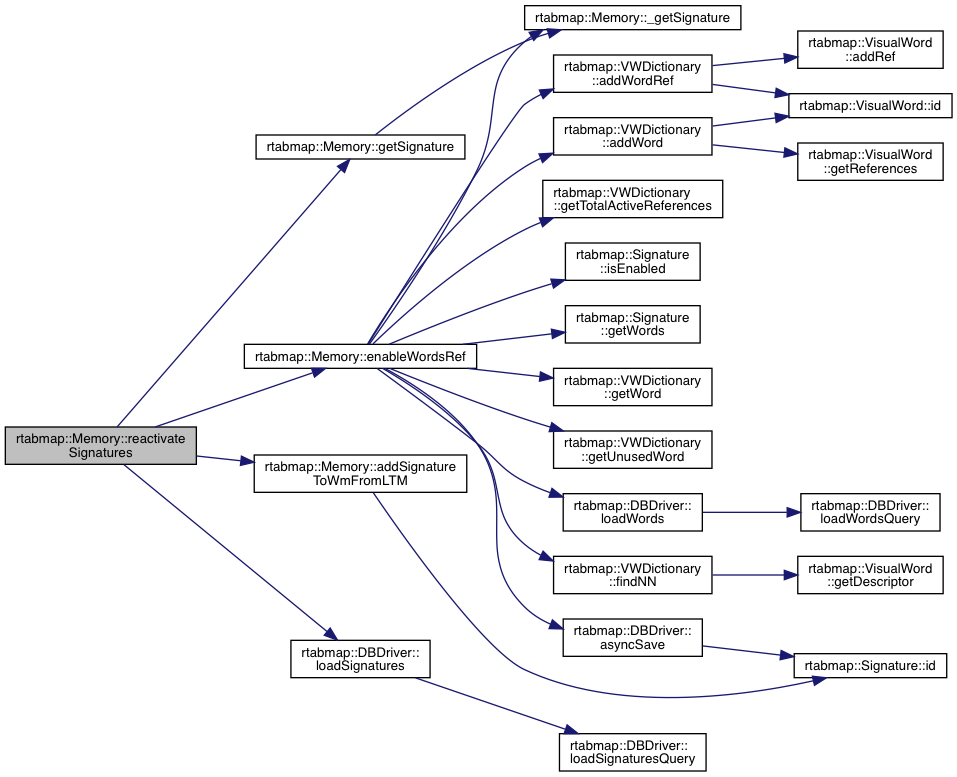 rtabmap::Memory::reactivate
Signatures
rtabmap::Memory::getSignature
rtabmap::Memory::enableWordsRef
rtabmap::Memory::addSignature
ToWmFromLTM
rtabmap::DBDriver::
loadSignatures
rtabmap::Memory::_getSignature
rtabmap::VWDictionary
::addWordRef
rtabmap::VWDictionary
::addWord
rtabmap::VWDictionary
::getTotalActiveReferences
rtabmap::Signature
::isEnabled
rtabmap::Signature
::getWords
rtabmap::VWDictionary
::getWord
rtabmap::VWDictionary
::getUnusedWord
rtabmap::DBDriver::
loadWords
rtabmap::VWDictionary
::findNN
rtabmap::DBDriver::
asyncSave
rtabmap::DBDriver::
loadSignaturesQuery
rtabmap::VisualWord
::addRef
rtabmap::VisualWord::id
rtabmap::VisualWord
::getReferences
rtabmap::DBDriver::
loadWordsQuery
rtabmap::VisualWord
::getDescriptor
rtabmap::Signature::id